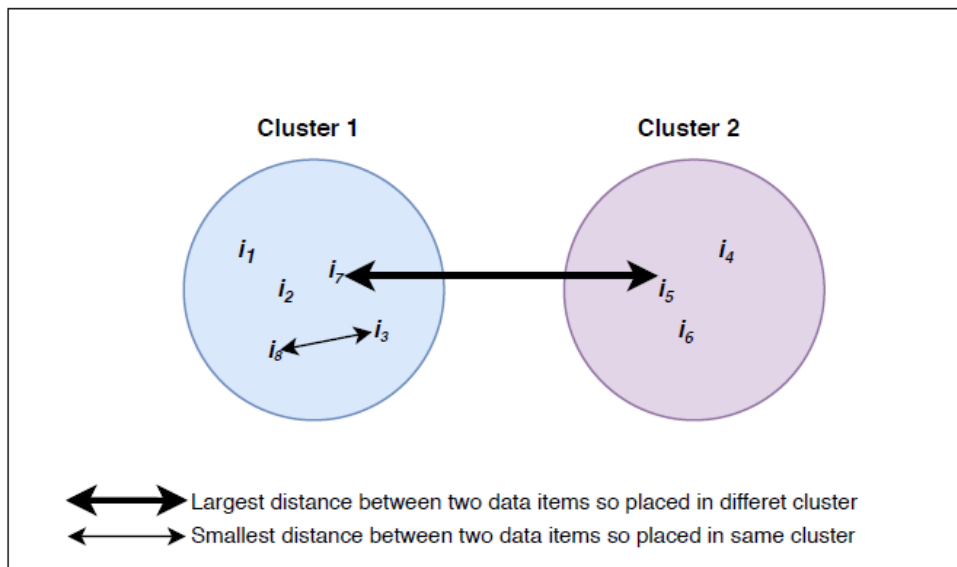 Cluster 1 Cluster 2
i1 i4
i7
i2 i5
i3 i6
i8
Largest distance between two data items so placed in differet cluster
Smallest distance between two data items so placed in same cluster